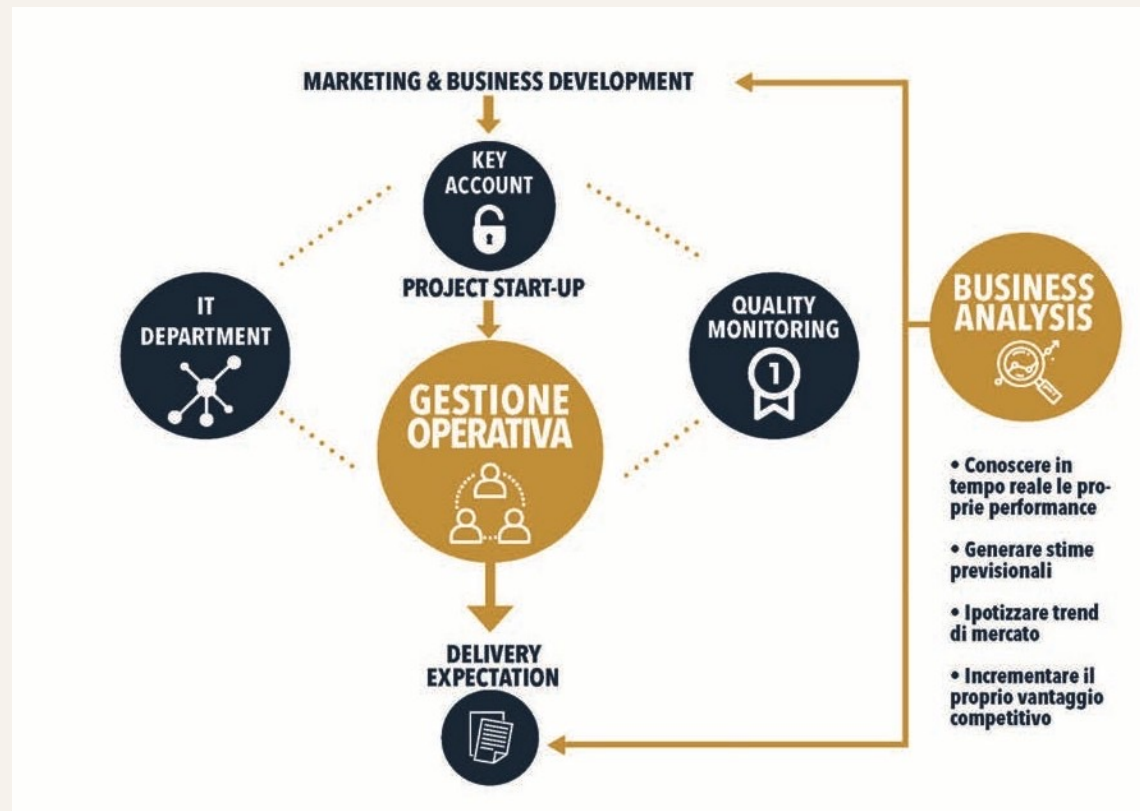 MARKETING & BUSINESS DEVELOPMENT
KEY
ACCOUNT
PROJECT START-UP
IT
DEPARTMENT
QUALITY
MONITORING
1
GESTIONE
OPERATIVA
DELIVERY
EXPECTATION
BUSINESS
ANALYSIS
• Conoscere in
tempo reale le pro-
prie performance
• Generare stime
previsionali
• Ipotizzare trend
di mercato
• Incrementare il
proprio vantaggio
competitivo